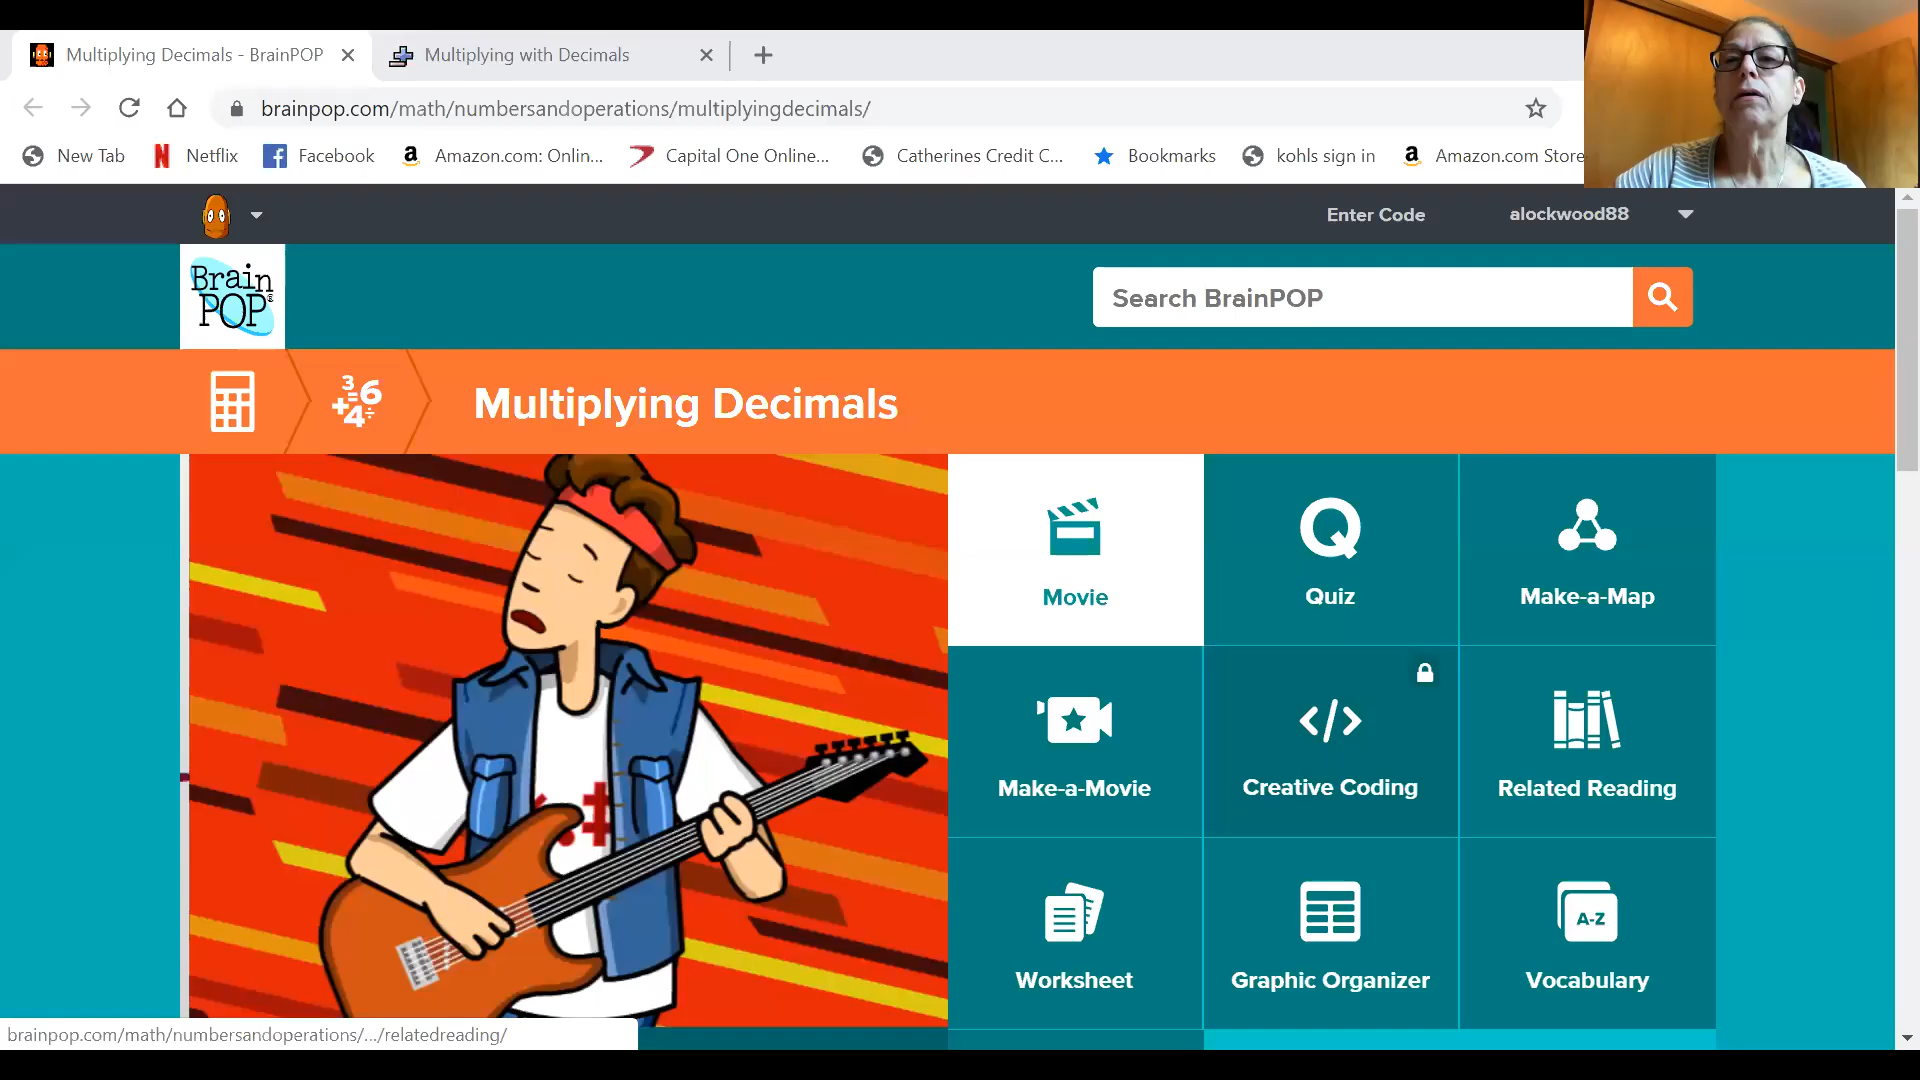 Multiplying Decimals - BrainPOP
Multiplying with Decimals
brainpop.com/math/numbersandoperations/multiplyingdecimals/
New Tab
Netflix
Facebook
Amazon.com: Onlin...
Capital One Online...
Catherines Credit C...
Bookmarks
kohls sign in
Amazon.com Store
Enter Code
alockwood88
Brain
POP
Search BrainPOP
Multiplying Decimals
Movie
Quiz
Make-a-Map
Make-a-Movie
Creative Coding
Related Reading
Worksheet
Graphic Organizer
A-Z
Vocabulary
brainpop.com/math/numbersandoperations/.../relatedreading/